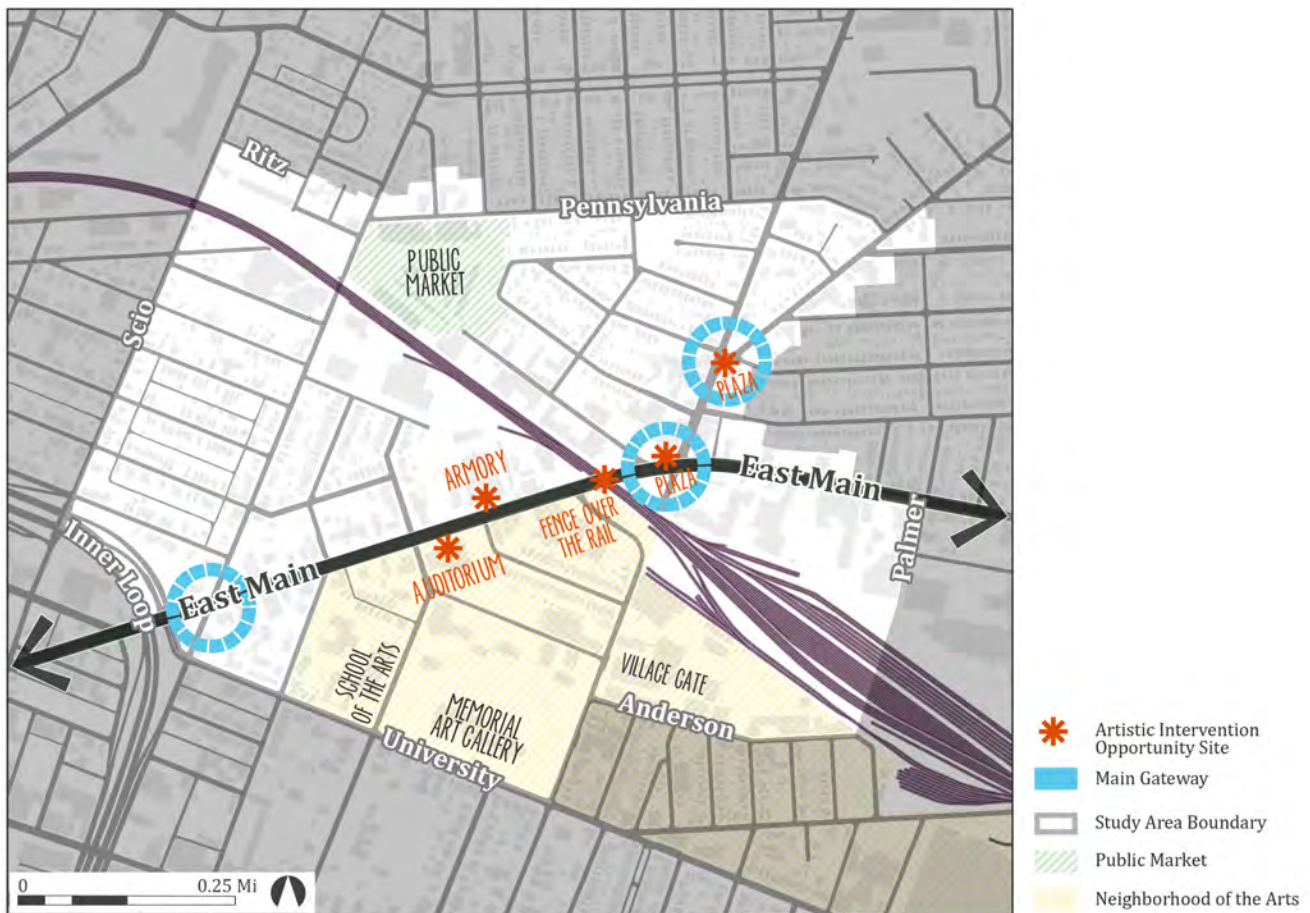 Ritz
Pennsylvania
PUBLIC
MARKET
Scio
PLAZA
ARMORY
East Main
PLAZA
FENCE OVER
THE RAIL
Palmer
Inner Loop
AUDITORIUM
East Main
SCHOOL
OF THE ARTS
VILLAGE GATE
MEMORIAL
ART GALLERY
Anderson
University
0 0.25 Mi
Artistic Intervention
Opportunity Site
Main Gateway
Study Area Boundary
Public Market
Neighborhood of the Arts